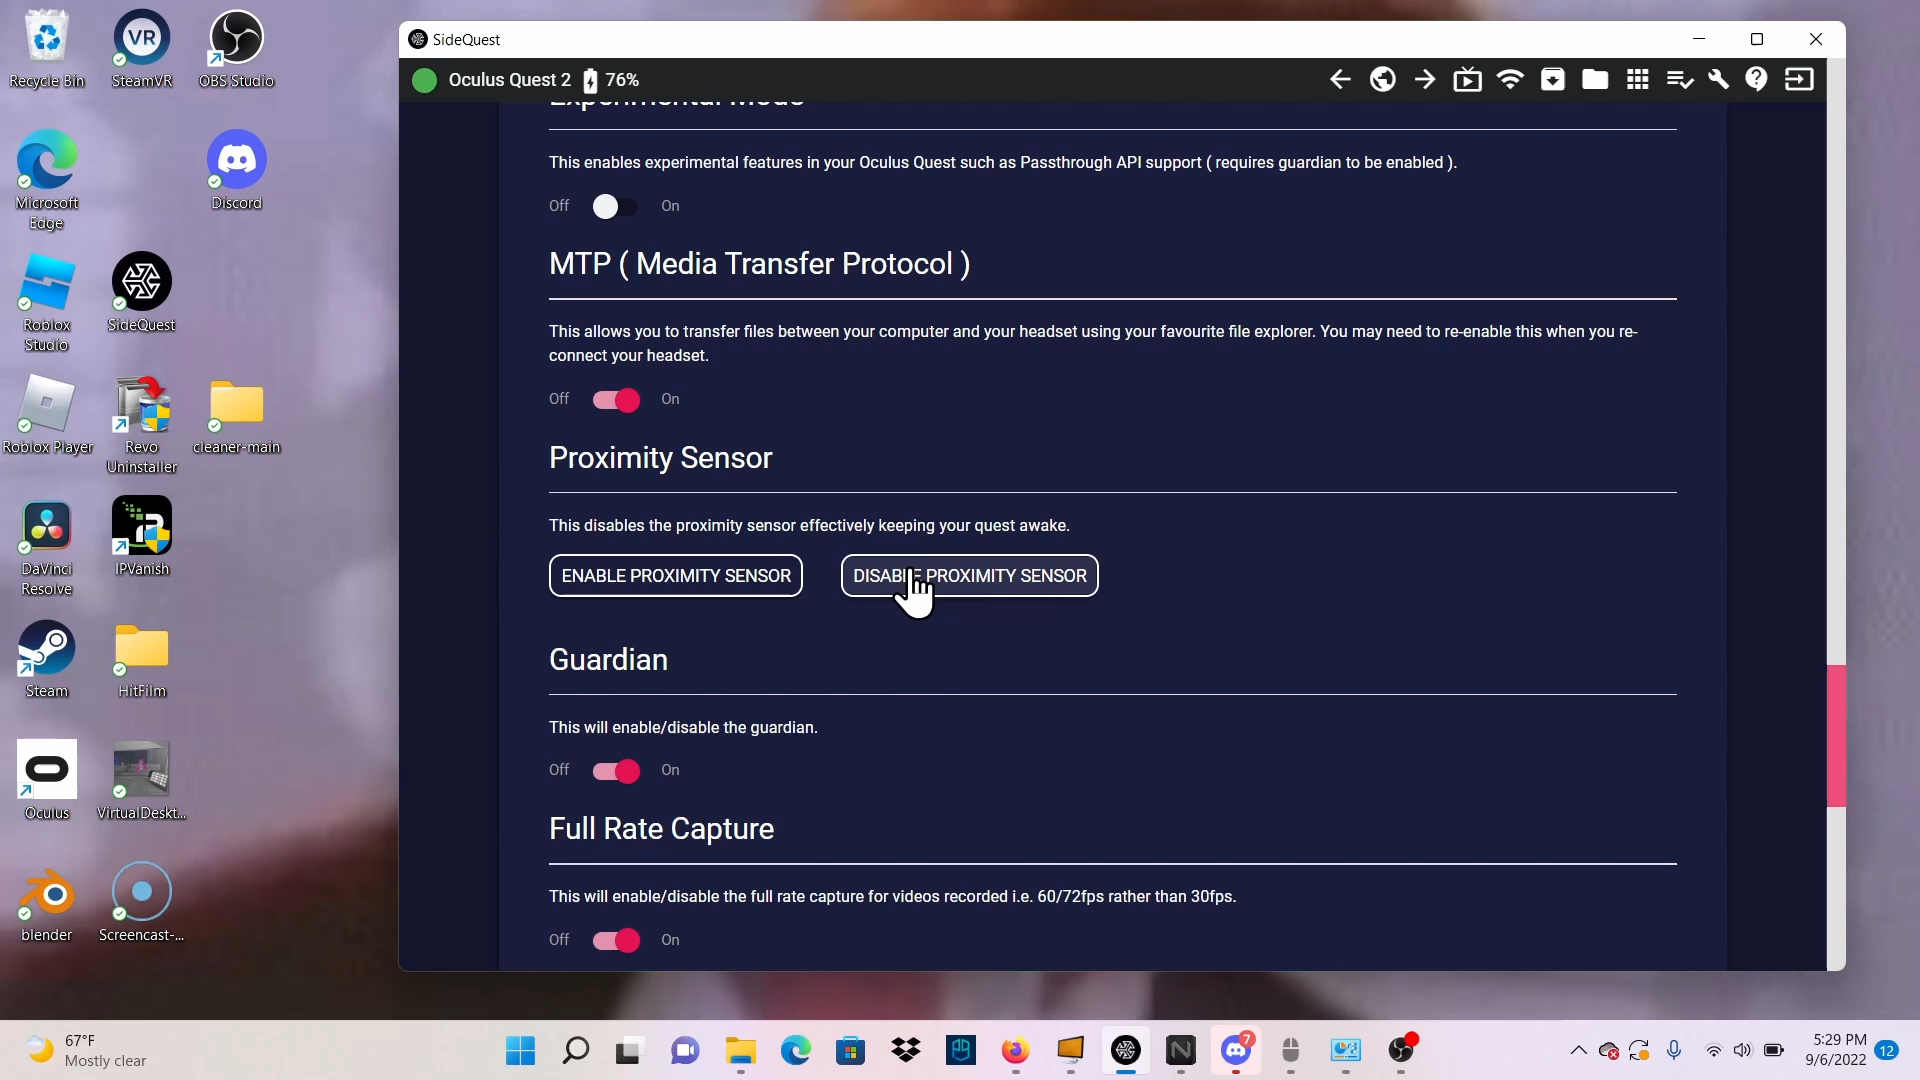 Recycle Bin
SteamVR
OBS Studio
Microsoft
Edge
Discord
Roblox
Studio
SideQuest
Roblox Player
Revo
Uninstaller
cleaner-main
DaVinci
Resolve
IPVanish
Steam
HitFilm
Oculus
VirtualDeskt...
blender
Screencast-...
SideQuest
Oculus Quest 2 76%
Experimental Mode
This enables experimental features in your Oculus Quest such as Passthrough API support ( requires guardian to be enabled ).
Off On
MTP ( Media Transfer Protocol )
This allows you to transfer files between your computer and your headset using your favourite file explorer. You may need to re-enable this when you re-
connect your headset.
Off On
Proximity Sensor
This disables the proximity sensor effectively keeping your quest awake.
ENABLE PROXIMITY SENSOR DISABLE PROXIMITY SENSOR
Guardian
This will enable/disable the guardian.
Off On
Full Rate Capture
This will enable/disable the full rate capture for videos recorded i.e. 60/72fps rather than 30fps.
Off On
67°F
Mostly clear
7
5:29 PM
9/6/2022
12
VR